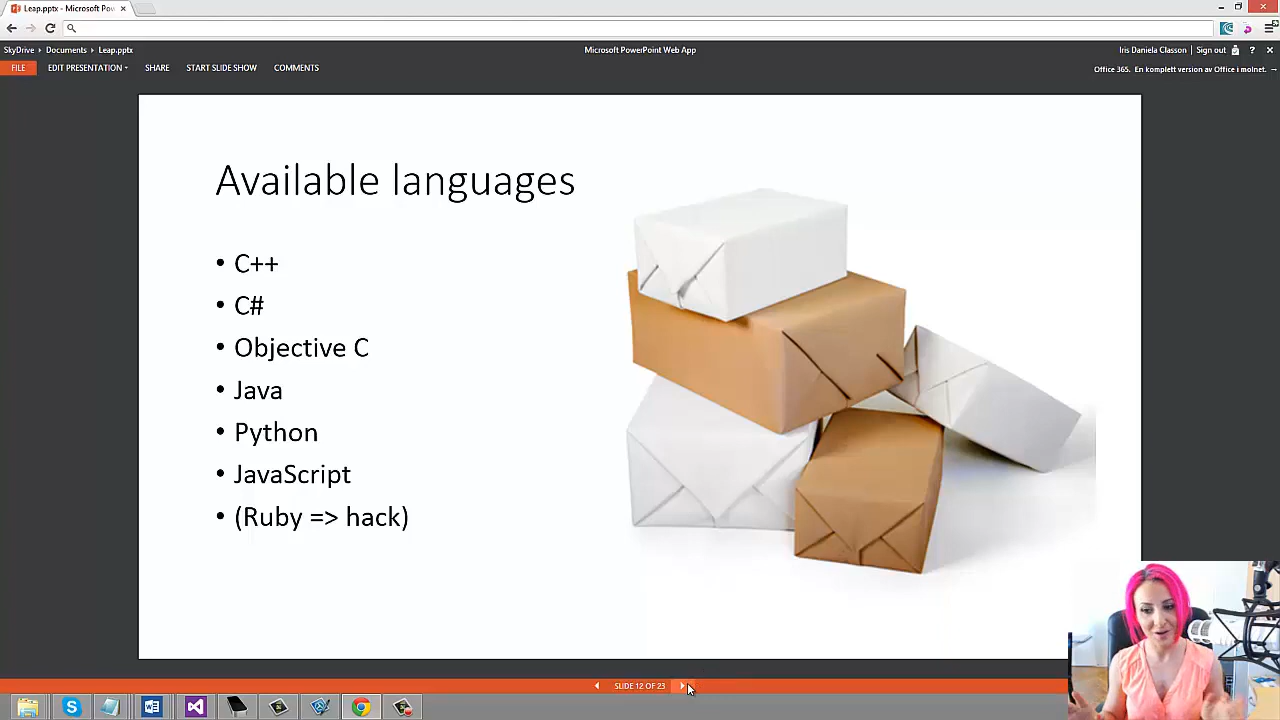 Leap.pptx - Microsoft Pow
SkyDrive Documents Leap.pptx
Microsoft PowerPoint Web App
Iris Daniela Classon Sign out ?
FILE EDIT PRESENTATION SHARE START SLIDE SHOW COMMENTS
Office 365. En komplett version av Office i molnet.
Available languages
• C++
• C#
• Objective C
• Java
• Python
• JavaScript
• (Ruby => hack)
SLIDE 12 OF 23